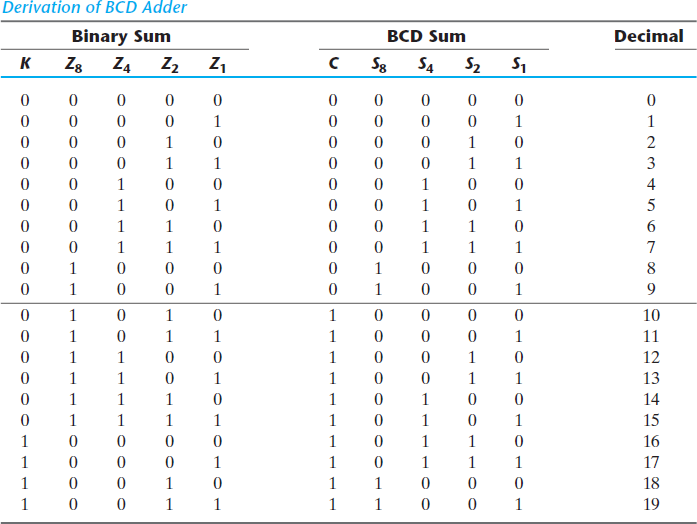 Derivation of BCD Adder
Binary Sum BCD Sum Decimal
K Z8 Z4 Z2 Z1 C S8 S4 S2 S1
0 0 0 0 0 0 0 0 0 0 0
0 0 0 0 1 0 0 0 0 1 1
0 0 0 1 0 0 0 0 1 0 2
0 0 0 1 1 0 0 0 1 1 3
0 0 1 0 0 0 0 1 0 0 4
0 0 1 0 1 0 0 1 0 1 5
0 0 1 1 0 0 0 1 1 0 6
0 0 1 1 1 0 0 1 1 1 7
0 1 0 0 0 0 1 0 0 0 8
0 1 0 0 1 0 1 0 0 1 9
0 1 0 1 0 1 0 0 0 0 10
0 1 0 1 1 1 0 0 0 1 11
0 1 1 0 0 1 0 0 1 0 12
0 1 1 0 1 1 0 0 1 1 13
0 1 1 1 0 1 0 1 0 0 14
0 1 1 1 1 1 0 1 0 1 15
1 0 0 0 0 1 0 1 1 0 16
1 0 0 0 1 1 0 1 1 1 17
1 0 0 1 0 1 1 0 0 0 18
1 0 0 1 1 1 1 0 0 1 19